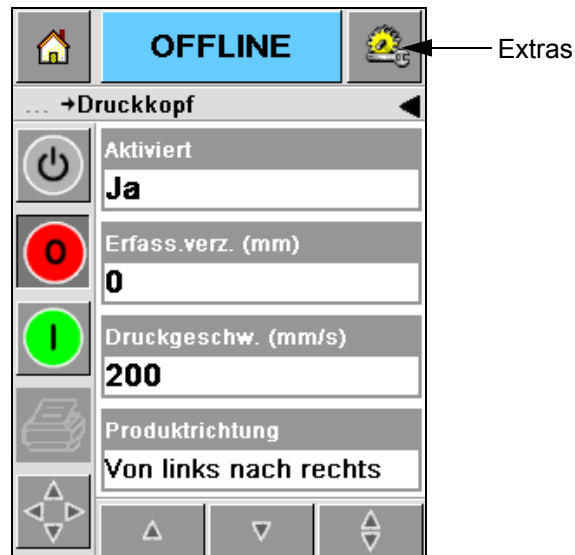 OFFLINE
Extras
... →Druckkopf
Aktiviert
Ja
Erfass.verz. (mm)
0
O
Druckgeschw. (mm/s)
I
200
Produktrichtung
Von links nach rechts